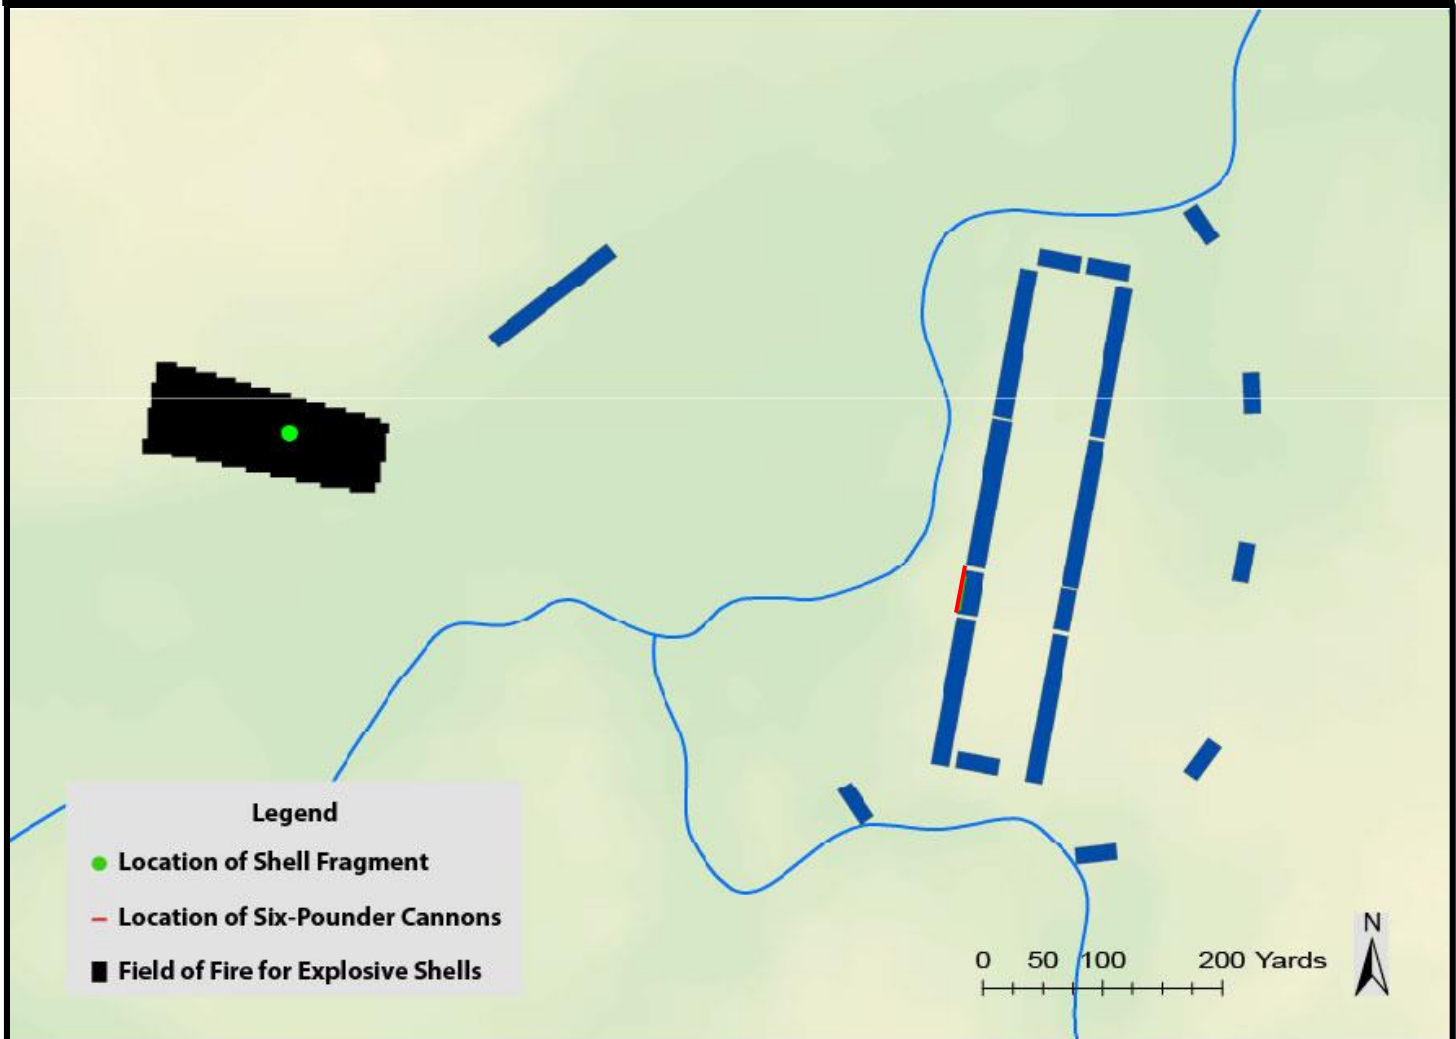 Legend
Location of Shell Fragment
Location of Six-Pounder Cannons
Field of Fire for Explosive Shells
0 50 100 200 Yards
N